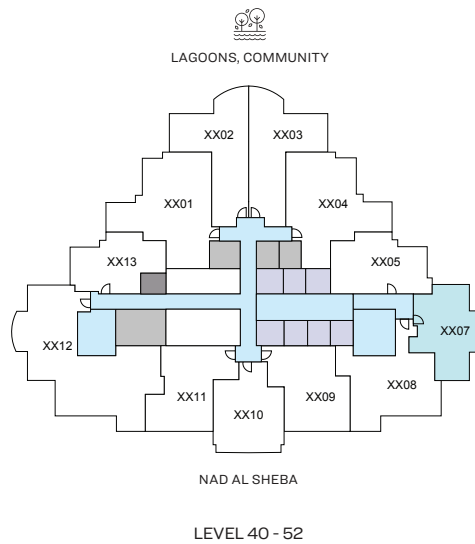 LAGOONS, COMMUNITY
XX02
XX03
XX01
XX04
XX13
XX05
XX12
XX07
XX08
XX11
XX09
XX10
NAD AL SHEBA
LEVEL 40 - 52